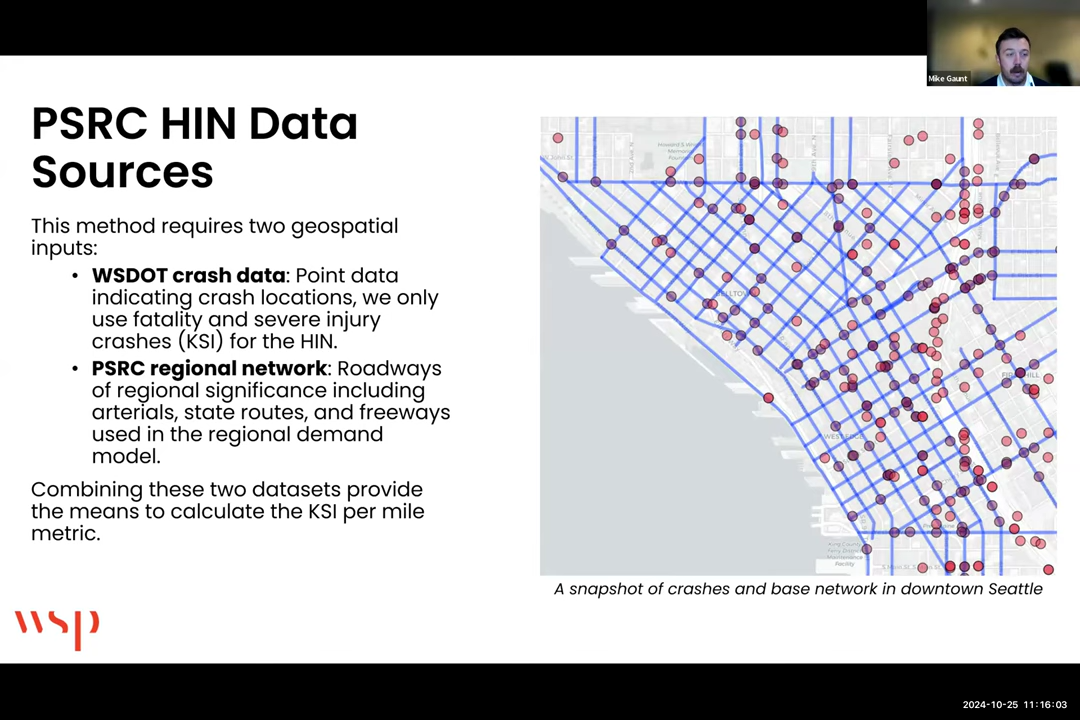 Mike Gaunt
PSRC HIN Data
Sources
This method requires two geospatial
inputs:
• WSDOT crash data: Point data
indicating crash locations, we only
use fatality and severe injury
crashes (KSI) for the HIN.
• PSRC regional network: Roadways
of regional significance including
arterials, state routes, and freeways
used in the regional demand
model.
Combining these two datasets provide
the means to calculate the KSI per mile
metric.
A snapshot of crashes and base network in downtown Seattle
wsp
2024-10-25 11:16:03